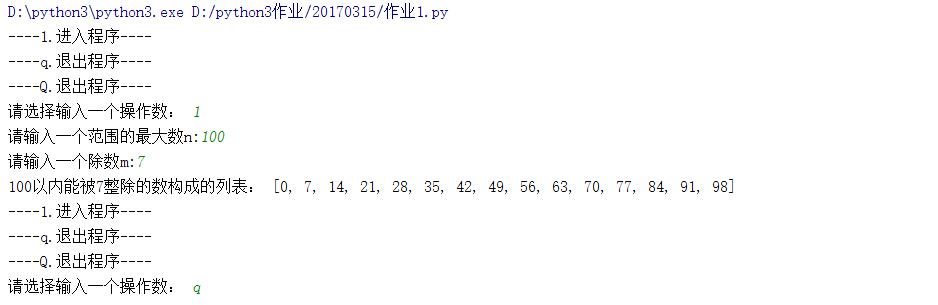 D:\python3\python3.exe D:/python3作业/20170315/作业1.py
----1.进入程序----
----q.退出程序----
----Q.退出程序----
请选择输入一个操作数： 1
请输入一个范围的最大数n:100
请输入一个除数m:7
100以内能被7整除的数构成的列表： [0, 7, 14, 21, 28, 35, 42, 49, 56, 63, 70, 77, 84, 91, 98]
----1.进入程序----
----q.退出程序----
----Q.退出程序----
请选择输入一个操作数： q